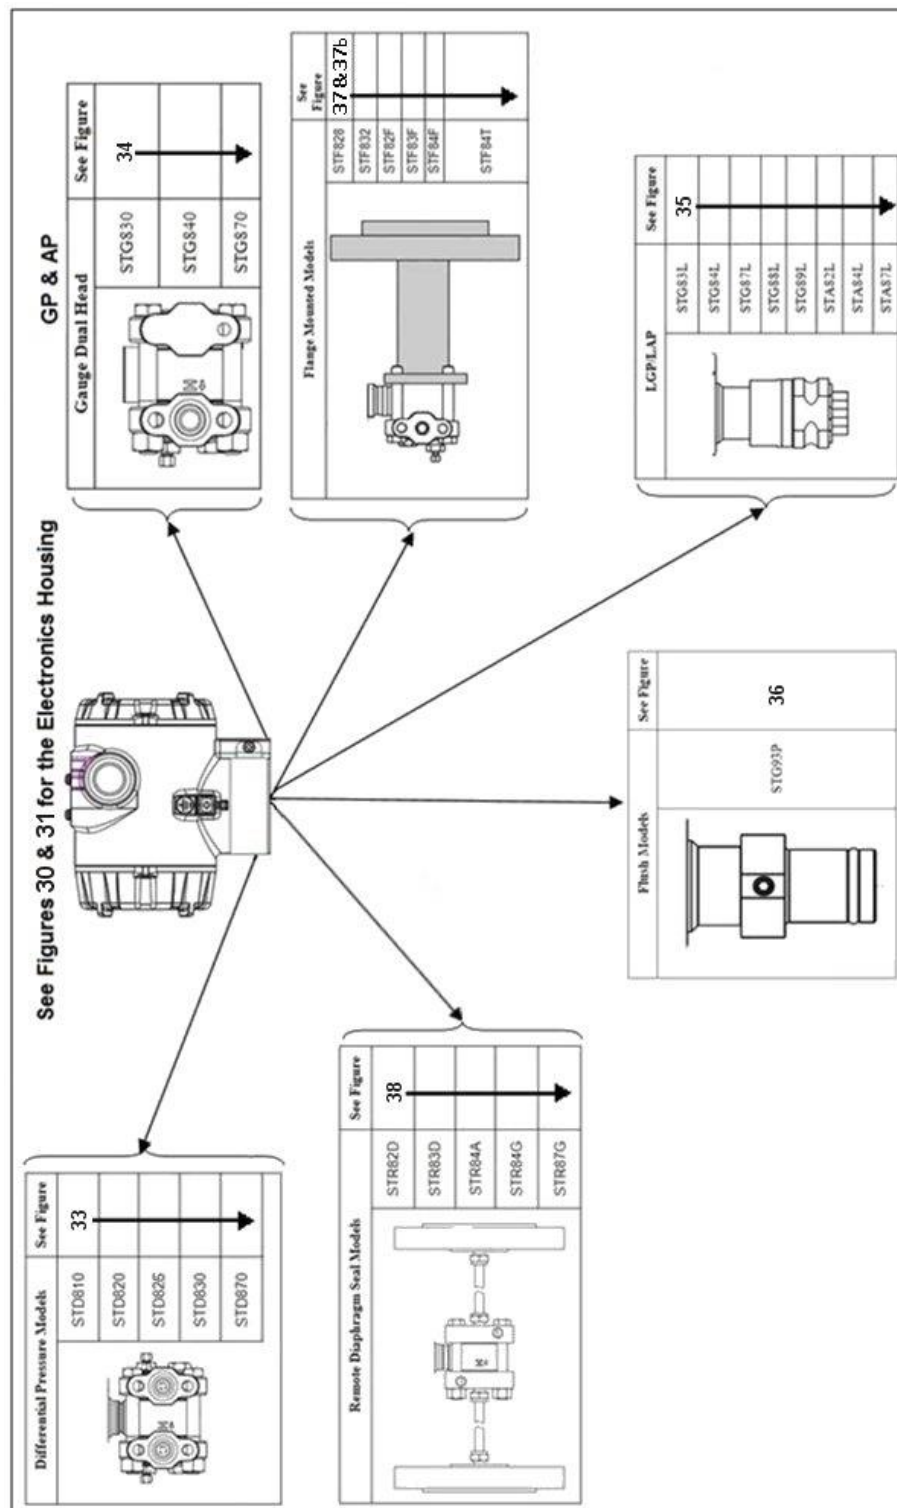 See Figures 30 & 31 for the Electronics Housing
GP & AP
Differential Pressure Models
See Figure
STD810
33
STD820
STD825
STD830
STD870
Gauge Dual Head
See Figure
STG830
34
STG840
STG870
Flange Mounted Models
See
Figure
STF828
37&37b
STF832
STF82F
STF83F
STF84F
STF84T
Remote Diaphragm Seal Models
See Figure
STR82D
38
STR83D
STR84A
STR84G
STR87G
Flush Models
See Figure
STG93P
36
LGP/LAP
See Figure
STG83L
35
STG84L
STG87L
STG88L
STG89L
STA82L
STA84L
STA87L